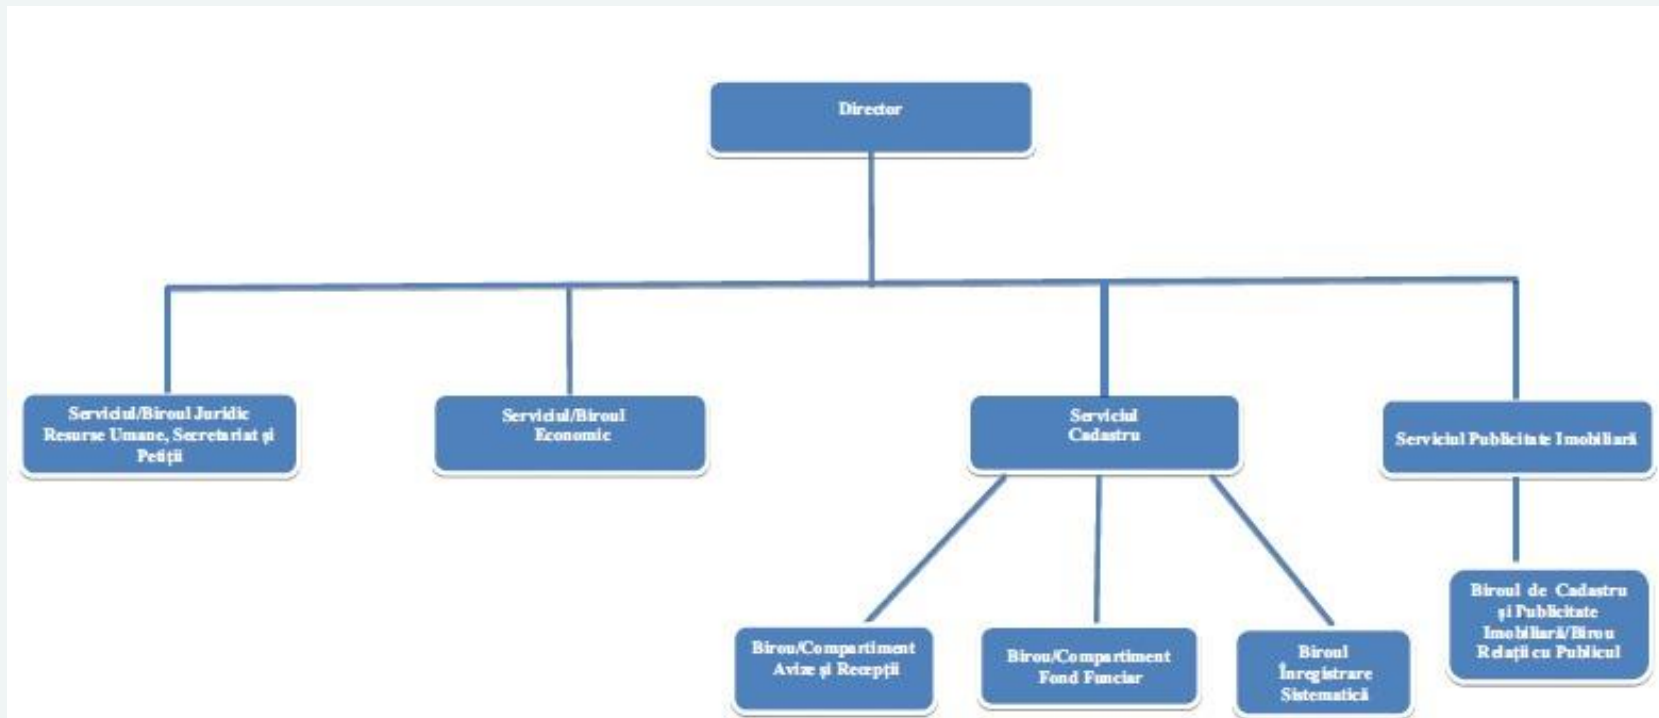 Director
Serviciul/Biroul Juridic
Resurse Umane, Secretariat și
Petiții
Serviciul/Biroul
Economic
Serviciul
Cadastru
Serviciul Publicitate Imobiliară
Birou/Compartiment
Avize și Recepții
Birou/Compartiment
Fond Funciar
Biroul
Înregistrare
Sistematică
Biroul de Cadastru
și Publicitate
Imobiliară/Birou
Relații cu Publicul